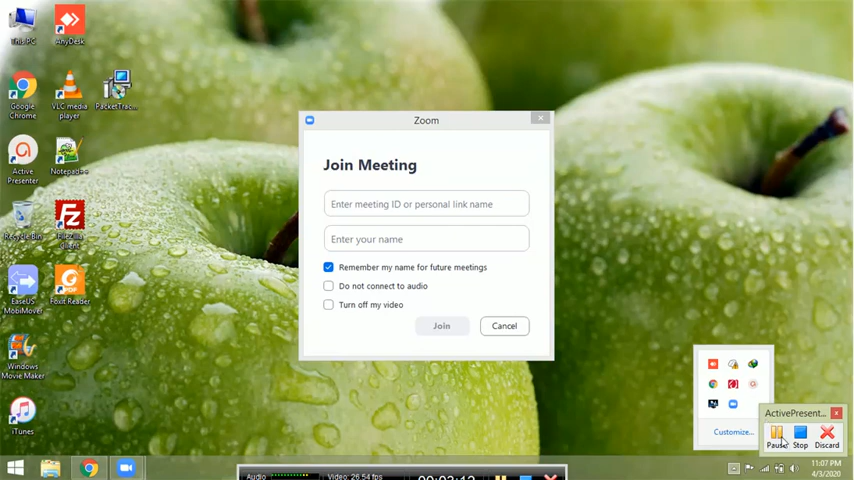 This PC
AnyDesk
Google
Chrome
VLC media
player
PacketTrac...
Active
Presenter
Notepad++
Recycle Bin
FileZilla
Client
EaseUS
MobiMover
Foxit Reader
Windows
Movie Maker
iTunes
Zoom
Join Meeting
Enter meeting ID or personal link name
Enter your name
Remember my name for future meetings
Do not connect to audio
Turn off my video
Join
Cancel
Customize...
ActivePresent...
Pause
Stop
Discard
Audio
Video: 26.54 fps
00:03:12
11:07 PM
4/3/2020